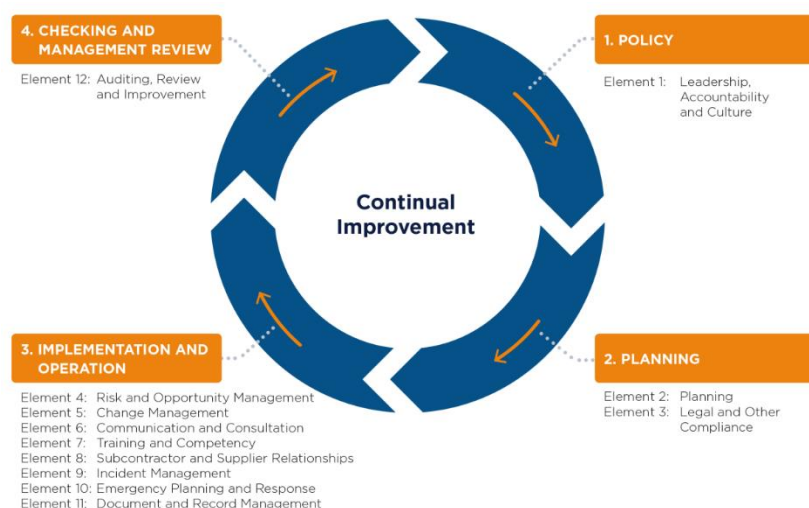 4. CHECKING AND
MANAGEMENT REVIEW
Element 12: Auditing, Review
and Improvement
1. POLICY
Element 1: Leadership,
Accountability
and Culture
Continual
Improvement
3. IMPLEMENTATION AND
OPERATION
Element 4: Risk and Opportunity Management
Element 5: Change Management
Element 6: Communication and Consultation
Element 7: Training and Competency
Element 8: Subcontractor and Supplier Relationships
Element 9: Incident Management
Element 10: Emergency Planning and Response
Element 11: Document and Record Management
2. PLANNING
Element 2: Planning
Element 3: Legal and Other
Compliance